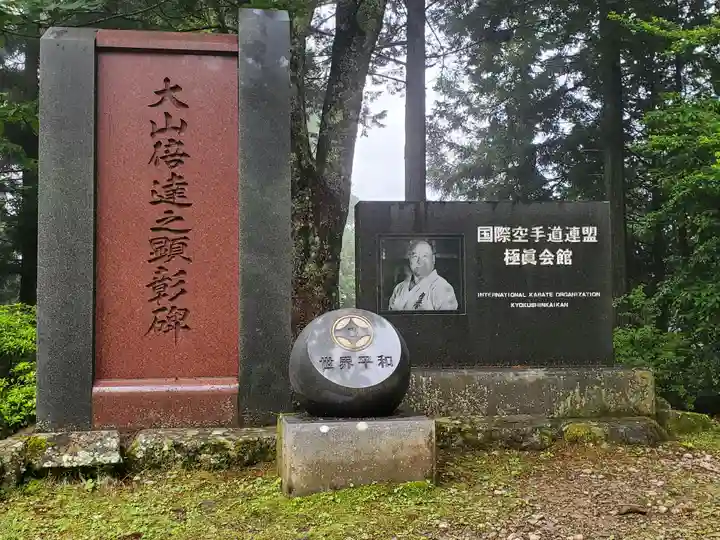 大山倍達之顕彰碑
国際空手道連盟
極眞会館
INTERNATIONAL KARATE ORGANIZATION
KYOKUSHINKAIKAN
世界平和